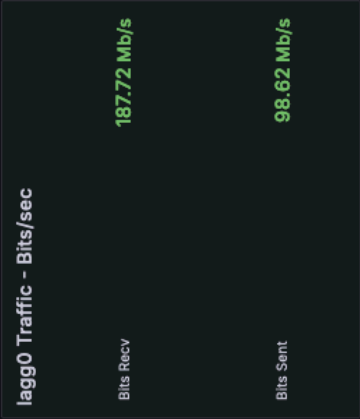 lagg0 Traffic - Bits/sec
Bits Recv 187.72 Mb/s
Bits Sent 98.62 Mb/s